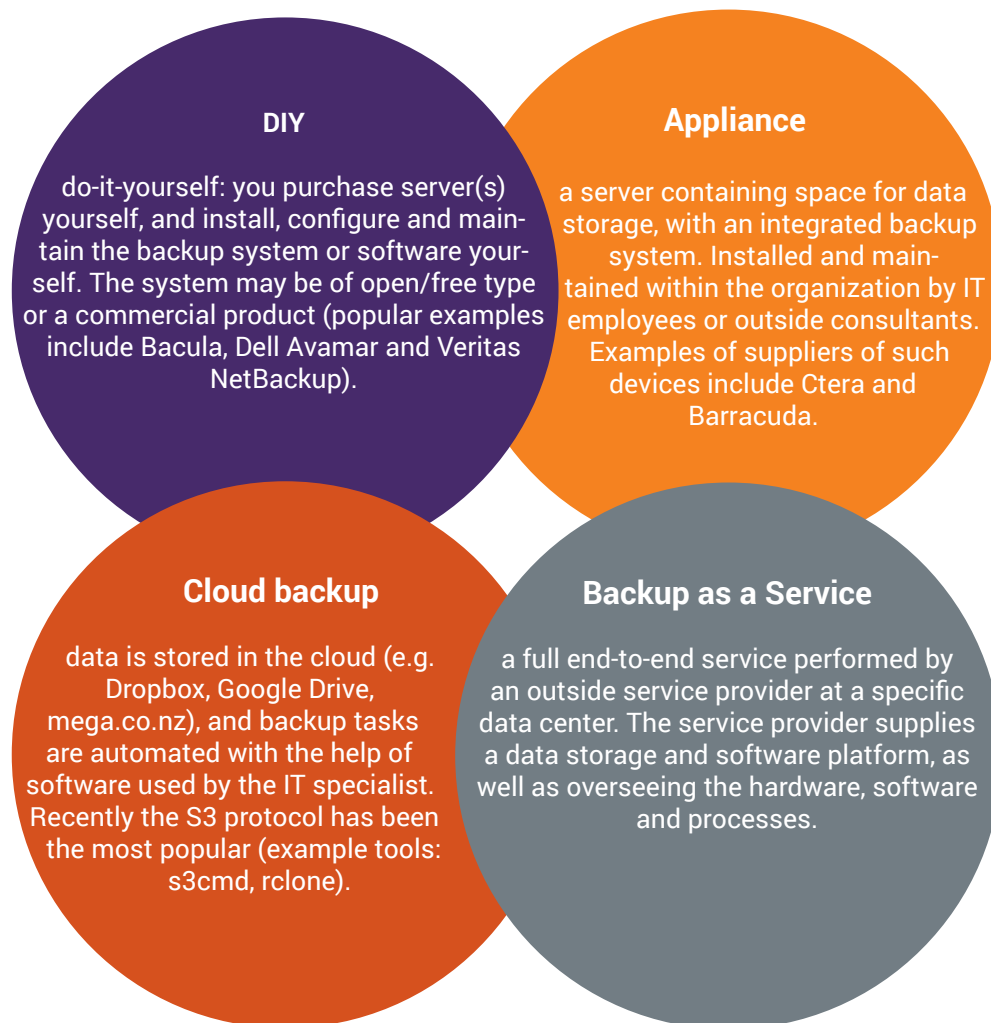 DIY
do-it-yourself: you purchase server(s)
yourself, and install, configure and main-
tain the backup system or software your-
self. The system may be of open/free type
or a commercial product (popular examples
include Bacula, Dell Avamar and Veritas
NetBackup).
Appliance
a server containing space for data
storage, with an integrated backup
system. Installed and main-
tained within the organization by IT
employees or outside consultants.
Examples of suppliers of such
devices include Ctera and
Barracuda.
Cloud backup
data is stored in the cloud (e.g.
Dropbox, Google Drive,
mega.co.nz), and backup tasks
are automated with the help of
software used by the IT specialist.
Recently the S3 protocol has been
the most popular (example tools:
s3cmd, rclone).
Backup as a Service
a full end-to-end service performed by
an outside service provider at a specific
data center. The service provider supplies
a data storage and software platform, as
well as overseeing the hardware, software
and processes.